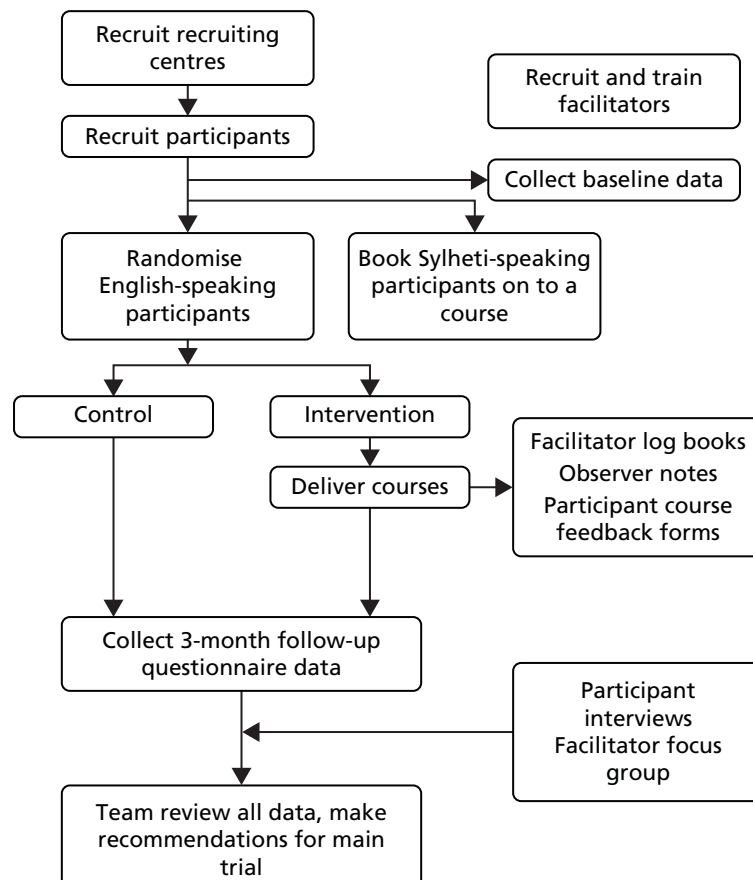 Recruit recruiting
centres
Recruit and train
facilitators
Recruit participants
Collect baseline data
Randomise
English-speaking
participants
Book Sylheti-speaking
participants on to a
course
Control
Intervention
Facilitator log books
Observer notes
Participant course
feedback forms
Deliver courses
Collect 3-month follow-up
questionnaire data
Participant
interviews
Facilitator focus
group
Team review all data, make
recommendations for main
trial